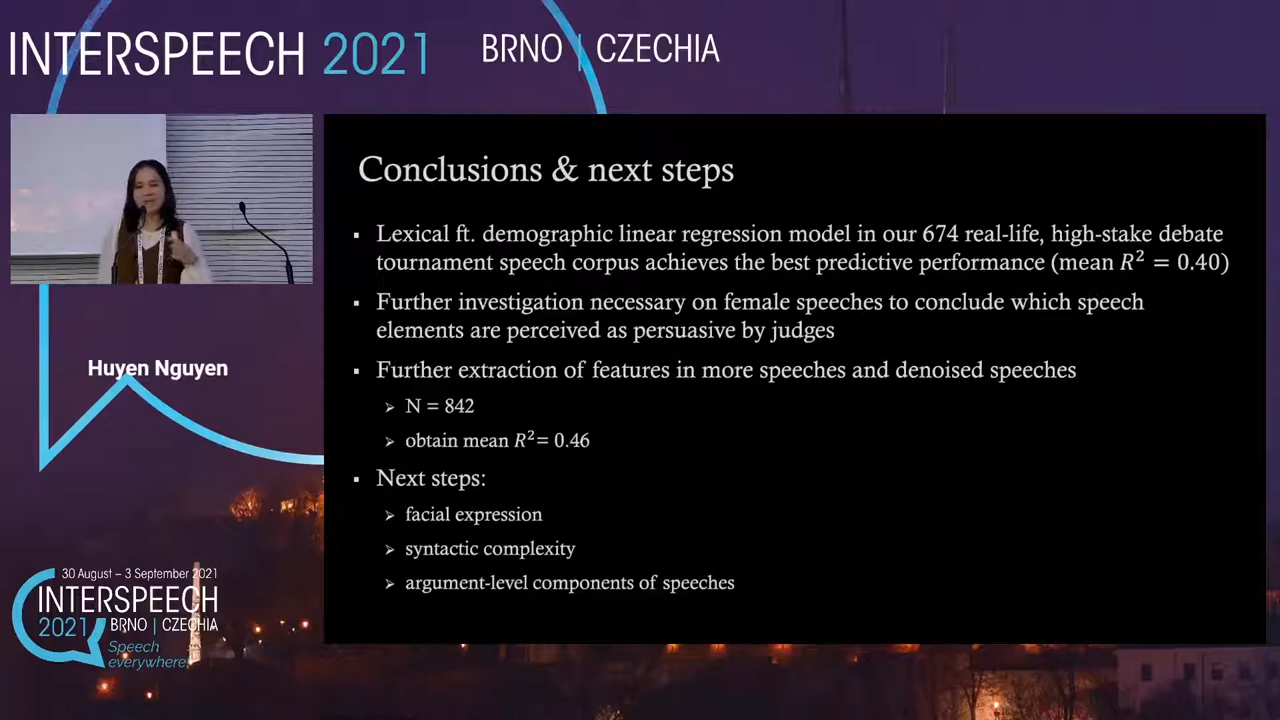 INTERSPEECH 2021 BRNO | CZECHIA
Conclusions & next steps
▪ Lexical ft. demographic linear regression model in our 674 real-life, high-stake debate
tournament speech corpus achieves the best predictive performance (mean R² = 0.40)
▪ Further investigation necessary on female speeches to conclude which speech
elements are perceived as persuasive by judges
▪ Further extraction of features in more speeches and denoised speeches
➢ N = 842
➢ obtain mean R²= 0.46
▪ Next steps:
➢ facial expression
➢ syntactic complexity
➢ argument-level components of speeches
Huyen Nguyen
30 August – 3 September 2021
INTERSPEECH
2021 BRNO | CZECHIA
Speech
everywhere!